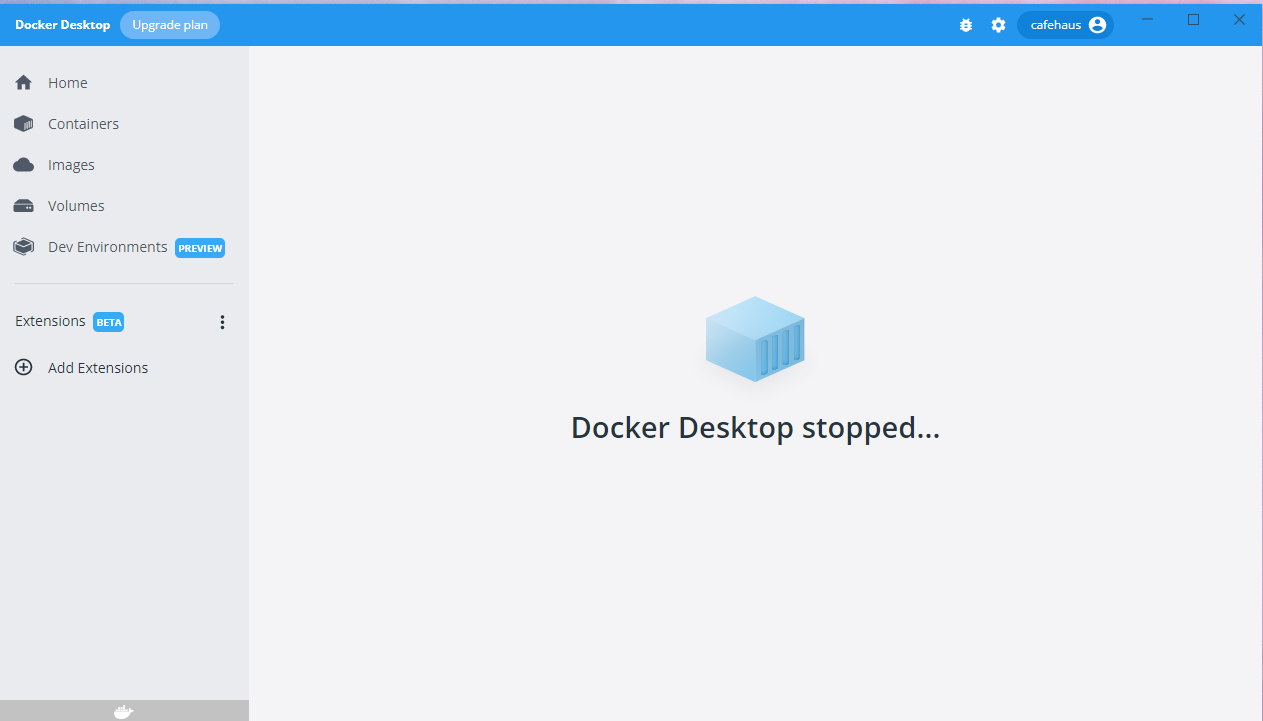 Docker Desktop Upgrade plan cafehaus
Home
Containers
Images
Volumes
Dev Environments PREVIEW
Extensions BETA
Add Extensions
Docker Desktop stopped...